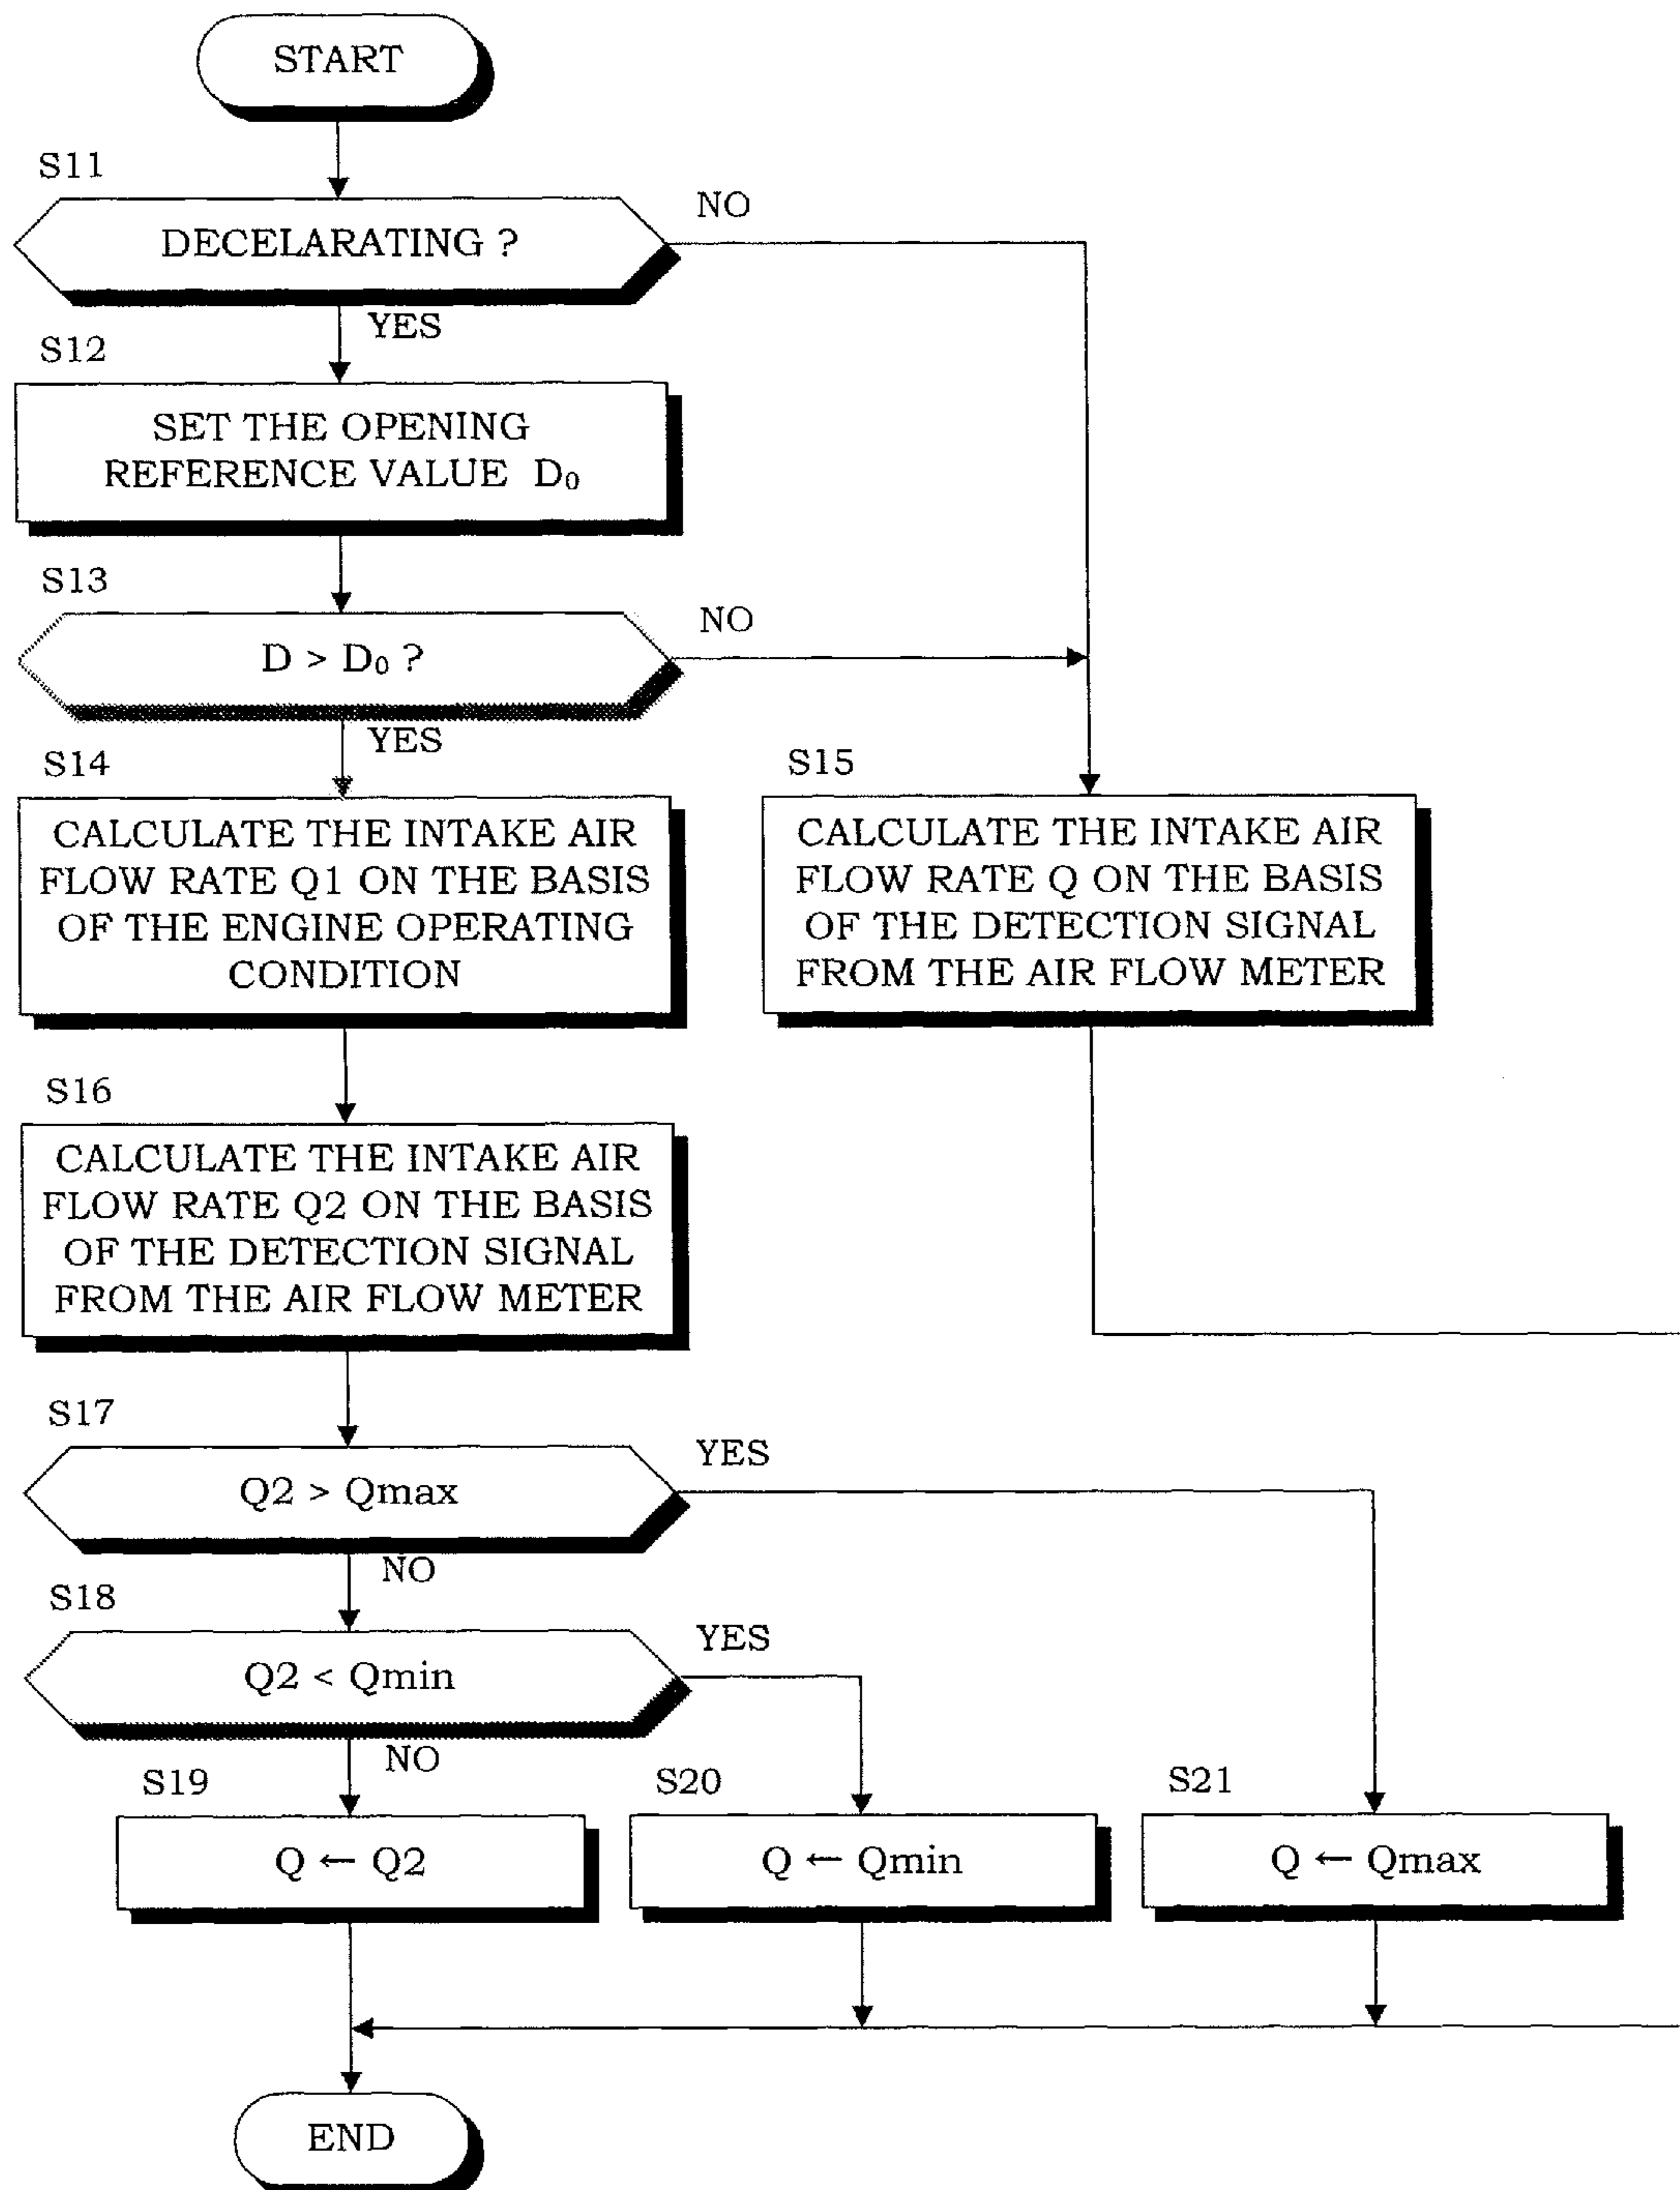 START
S11
DECELARATING ?
NO
YES
S12
SET THE OPENING
REFERENCE VALUE D₀
S13
D > D₀ ?
NO
YES
S14
CALCULATE THE INTAKE AIR
FLOW RATE Q1 ON THE BASIS
OF THE ENGINE OPERATING
CONDITION
S15
CALCULATE THE INTAKE AIR
FLOW RATE Q ON THE BASIS
OF THE DETECTION SIGNAL
FROM THE AIR FLOW METER
S16
CALCULATE THE INTAKE AIR
FLOW RATE Q2 ON THE BASIS
OF THE DETECTION SIGNAL
FROM THE AIR FLOW METER
S17
Q2 > Qmax
YES
NO
S18
Q2 < Qmin
YES
NO
S19
Q ← Q2
S20
Q ← Qmin
S21
Q ← Qmax
END